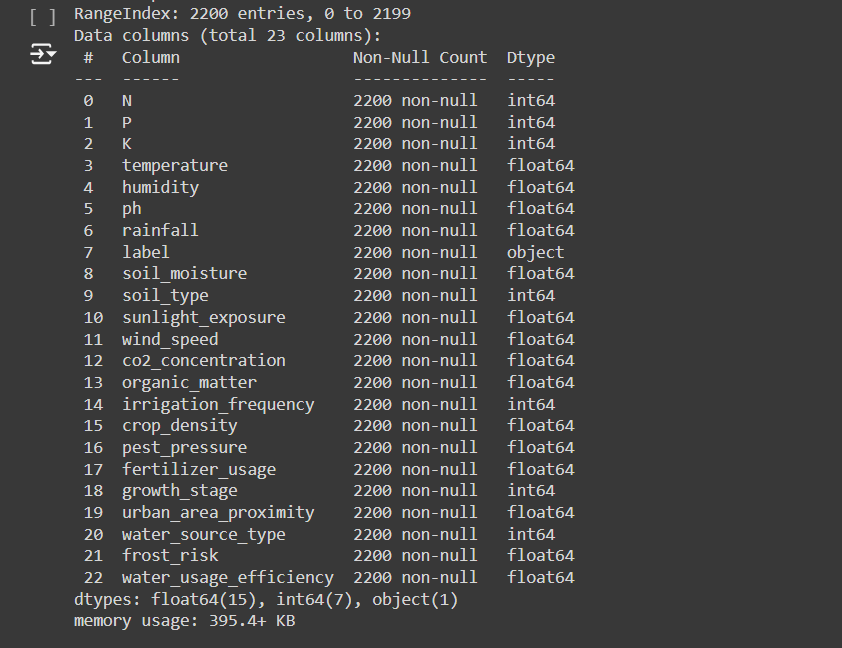 [ ] RangeIndex: 2200 entries, 0 to 2199
Data columns (total 23 columns):
 #   Column                  Non-Null Count  Dtype
---  ------                  --------------  -----
 0   N                       2200 non-null   int64
 1   P                       2200 non-null   int64
 2   K                       2200 non-null   int64
 3   temperature             2200 non-null   float64
 4   humidity                2200 non-null   float64
 5   ph                      2200 non-null   float64
 6   rainfall                2200 non-null   float64
 7   label                   2200 non-null   object
 8   soil_moisture           2200 non-null   float64
 9   soil_type               2200 non-null   int64
 10  sunlight_exposure       2200 non-null   float64
 11  wind_speed              2200 non-null   float64
 12  co2_concentration       2200 non-null   float64
 13  organic_matter          2200 non-null   float64
 14  irrigation_frequency    2200 non-null   int64
 15  crop_density            2200 non-null   float64
 16  pest_pressure           2200 non-null   float64
 17  fertilizer_usage        2200 non-null   float64
 18  growth_stage            2200 non-null   int64
 19  urban_area_proximity    2200 non-null   float64
 20  water_source_type       2200 non-null   int64
 21  frost_risk              2200 non-null   float64
 22  water_usage_efficiency  2200 non-null   float64
dtypes: float64(15), int64(7), object(1)
memory usage: 395.4+ KB